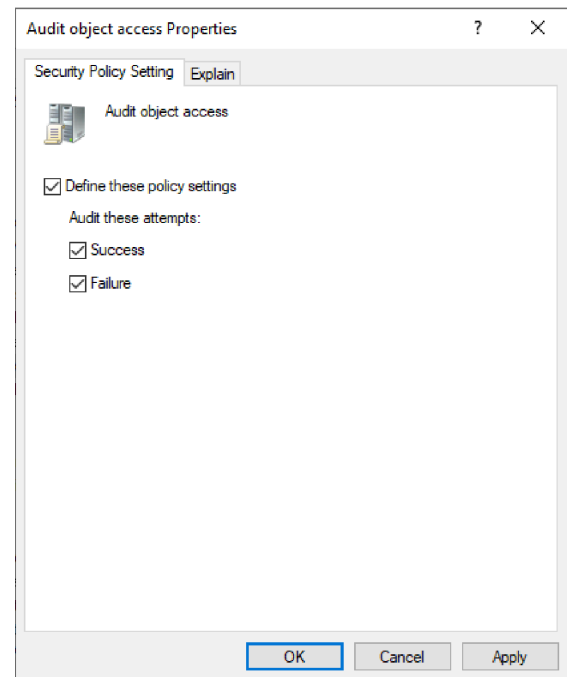 Audit object access Properties
Security Policy Setting Explain
Audit object access
Define these policy settings
Audit these attempts:
Success
Failure
OK Cancel Apply